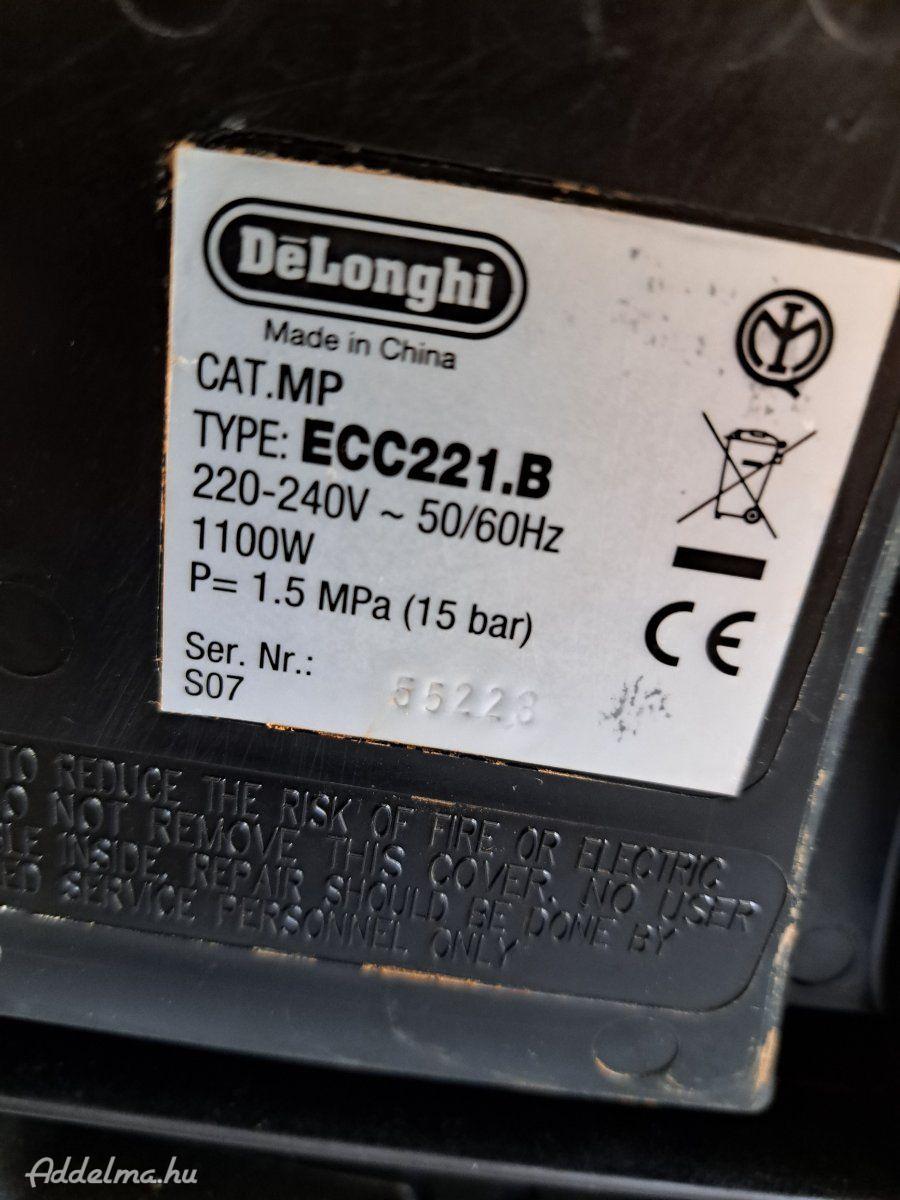 DeLonghi
Made in China
CAT.MP
TYPE: ECC221.B
220-240V ~ 50/60Hz
1100W
P= 1.5 MPa (15 bar)
Ser. Nr.:
S07 55223
CE
TO REDUCE THE RISK OF FIRE OR ELECTRIC
DO NOT REMOVE THIS COVER. NO USER
INSIDE. REPAIR SHOULD BE DONE BY
SERVICE PERSONNEL ONLY
Addelma.hu